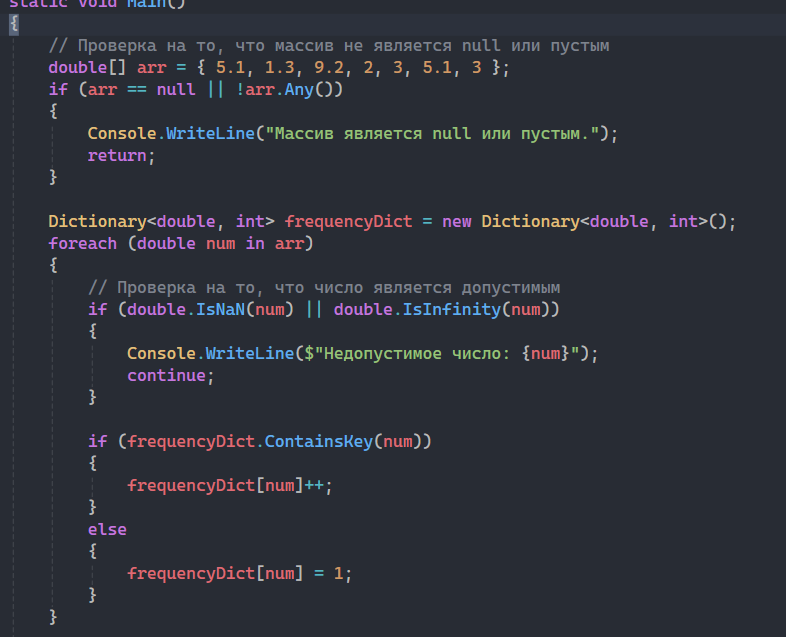 static void Main()
{
// Проверка на то, что массив не является null или пустым
double[] arr = { 5.1, 1.3, 9.2, 2, 3, 5.1, 3 };
if (arr == null || !arr.Any())
{
Console.WriteLine("Массив является null или пустым.");
return;
}
Dictionary<double, int> frequencyDict = new Dictionary<double, int>();
foreach (double num in arr)
{
// Проверка на то, что число является допустимым
if (double.IsNaN(num) || double.IsInfinity(num))
{
Console.WriteLine($"Недопустимое число: {num}");
continue;
}
if (frequencyDict.ContainsKey(num))
{
frequencyDict[num]++;
}
else
{
frequencyDict[num] = 1;
}
}